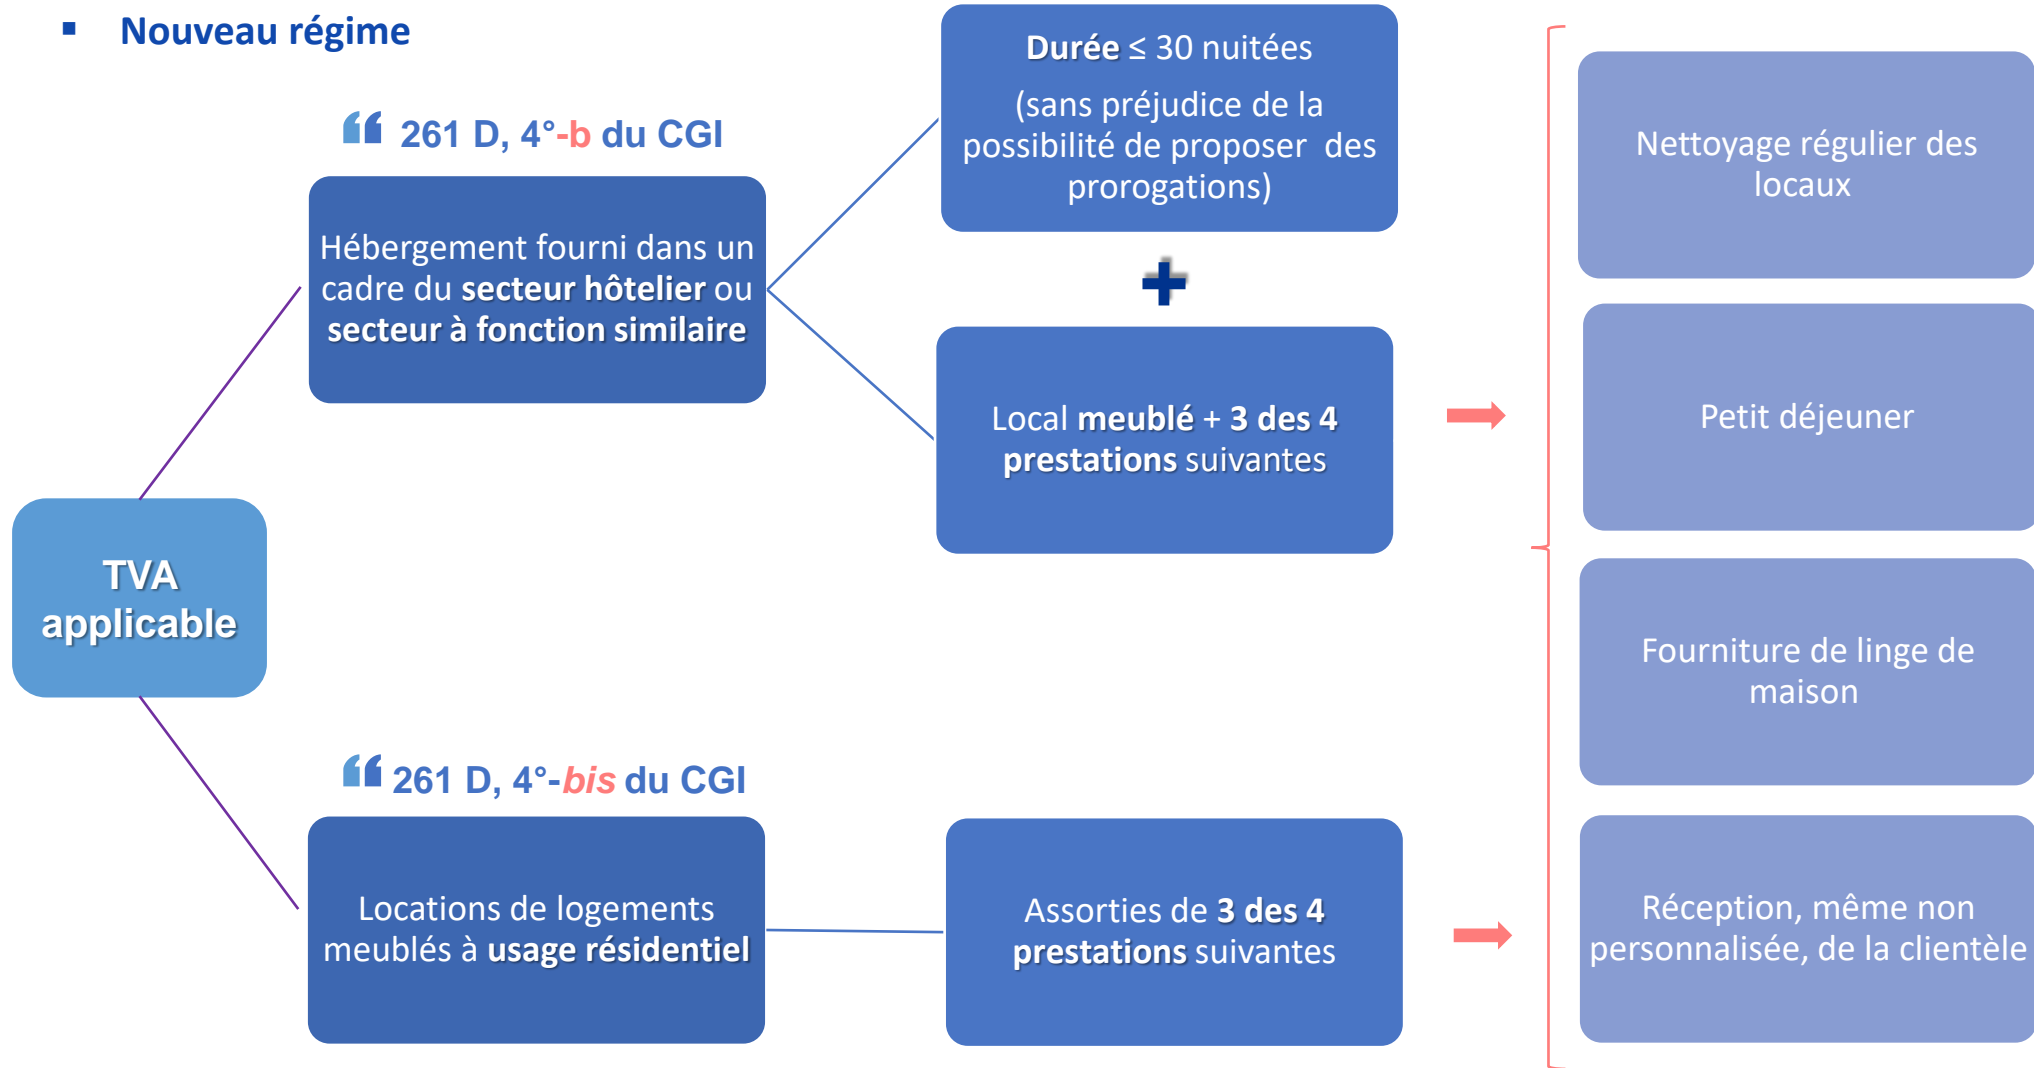 ▪ Nouveau régime
261 D, 4°-b du CGI
Hébergement fourni dans un
cadre du secteur hôtelier ou
secteur à fonction similaire
Durée ≤ 30 nuitées
(sans préjudice de la
possibilité de proposer des
prorogations)
+
Local meublé + 3 des 4
prestations suivantes
TVA
applicable
261 D, 4°-bis du CGI
Locations de logements
meublés à usage résidentiel
Assorties de 3 des 4
prestations suivantes
Nettoyage régulier des
locaux
Petit déjeuner
Fourniture de linge de
maison
Réception, même non
personnalisée, de la clientèle